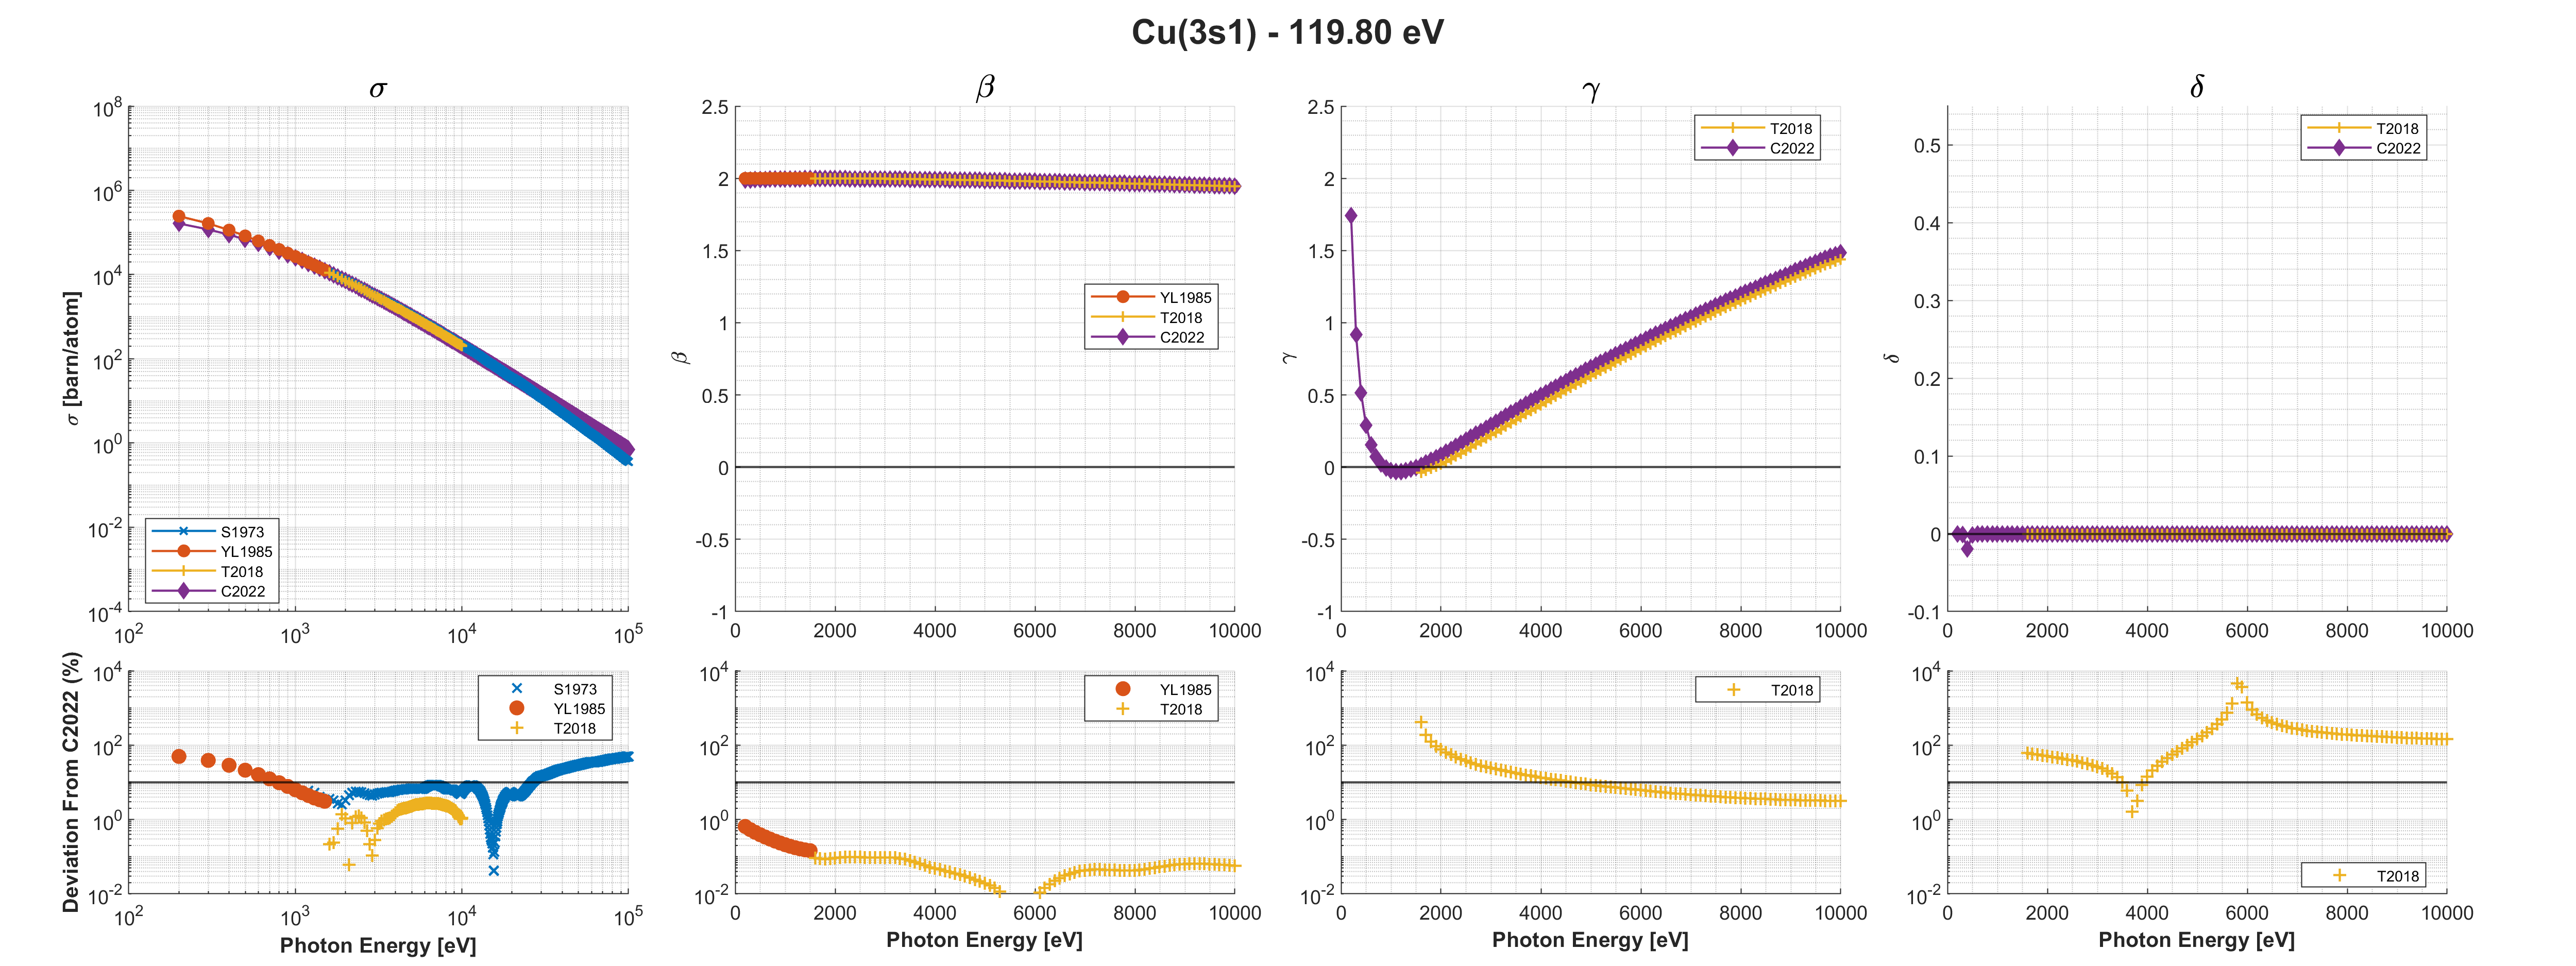 Cu(3s1) - 119.80 eV
σ
10^8
10^6
10^4
10^2
10^0
10^-2
10^-4
σ [barn/atom]
S1973
YL1985
T2018
C2022
10^2 10^3 10^4 10^5
β
2.5
2
1.5
1
0.5
0
-0.5
-1
β
YL1985
T2018
C2022
0 2000 4000 6000 8000 10000
γ
2.5
2
1.5
1
0.5
0
-0.5
-1
γ
T2018
C2022
0 2000 4000 6000 8000 10000
δ
0.5
0.4
0.3
0.2
0.1
0
-0.1
δ
T2018
C2022
0 2000 4000 6000 8000 10000
Deviation From C2022 (%)
10^4
10^2
10^0
10^-2
S1973
YL1985
T2018
10^2 10^3 10^4 10^5
Photon Energy [eV]
10^4
10^2
10^0
10^-2
YL1985
T2018
0 2000 4000 6000 8000 10000
Photon Energy [eV]
10^4
10^2
10^0
10^-2
T2018
0 2000 4000 6000 8000 10000
Photon Energy [eV]
10^4
10^2
10^0
10^-2
T2018
0 2000 4000 6000 8000 10000
Photon Energy [eV]